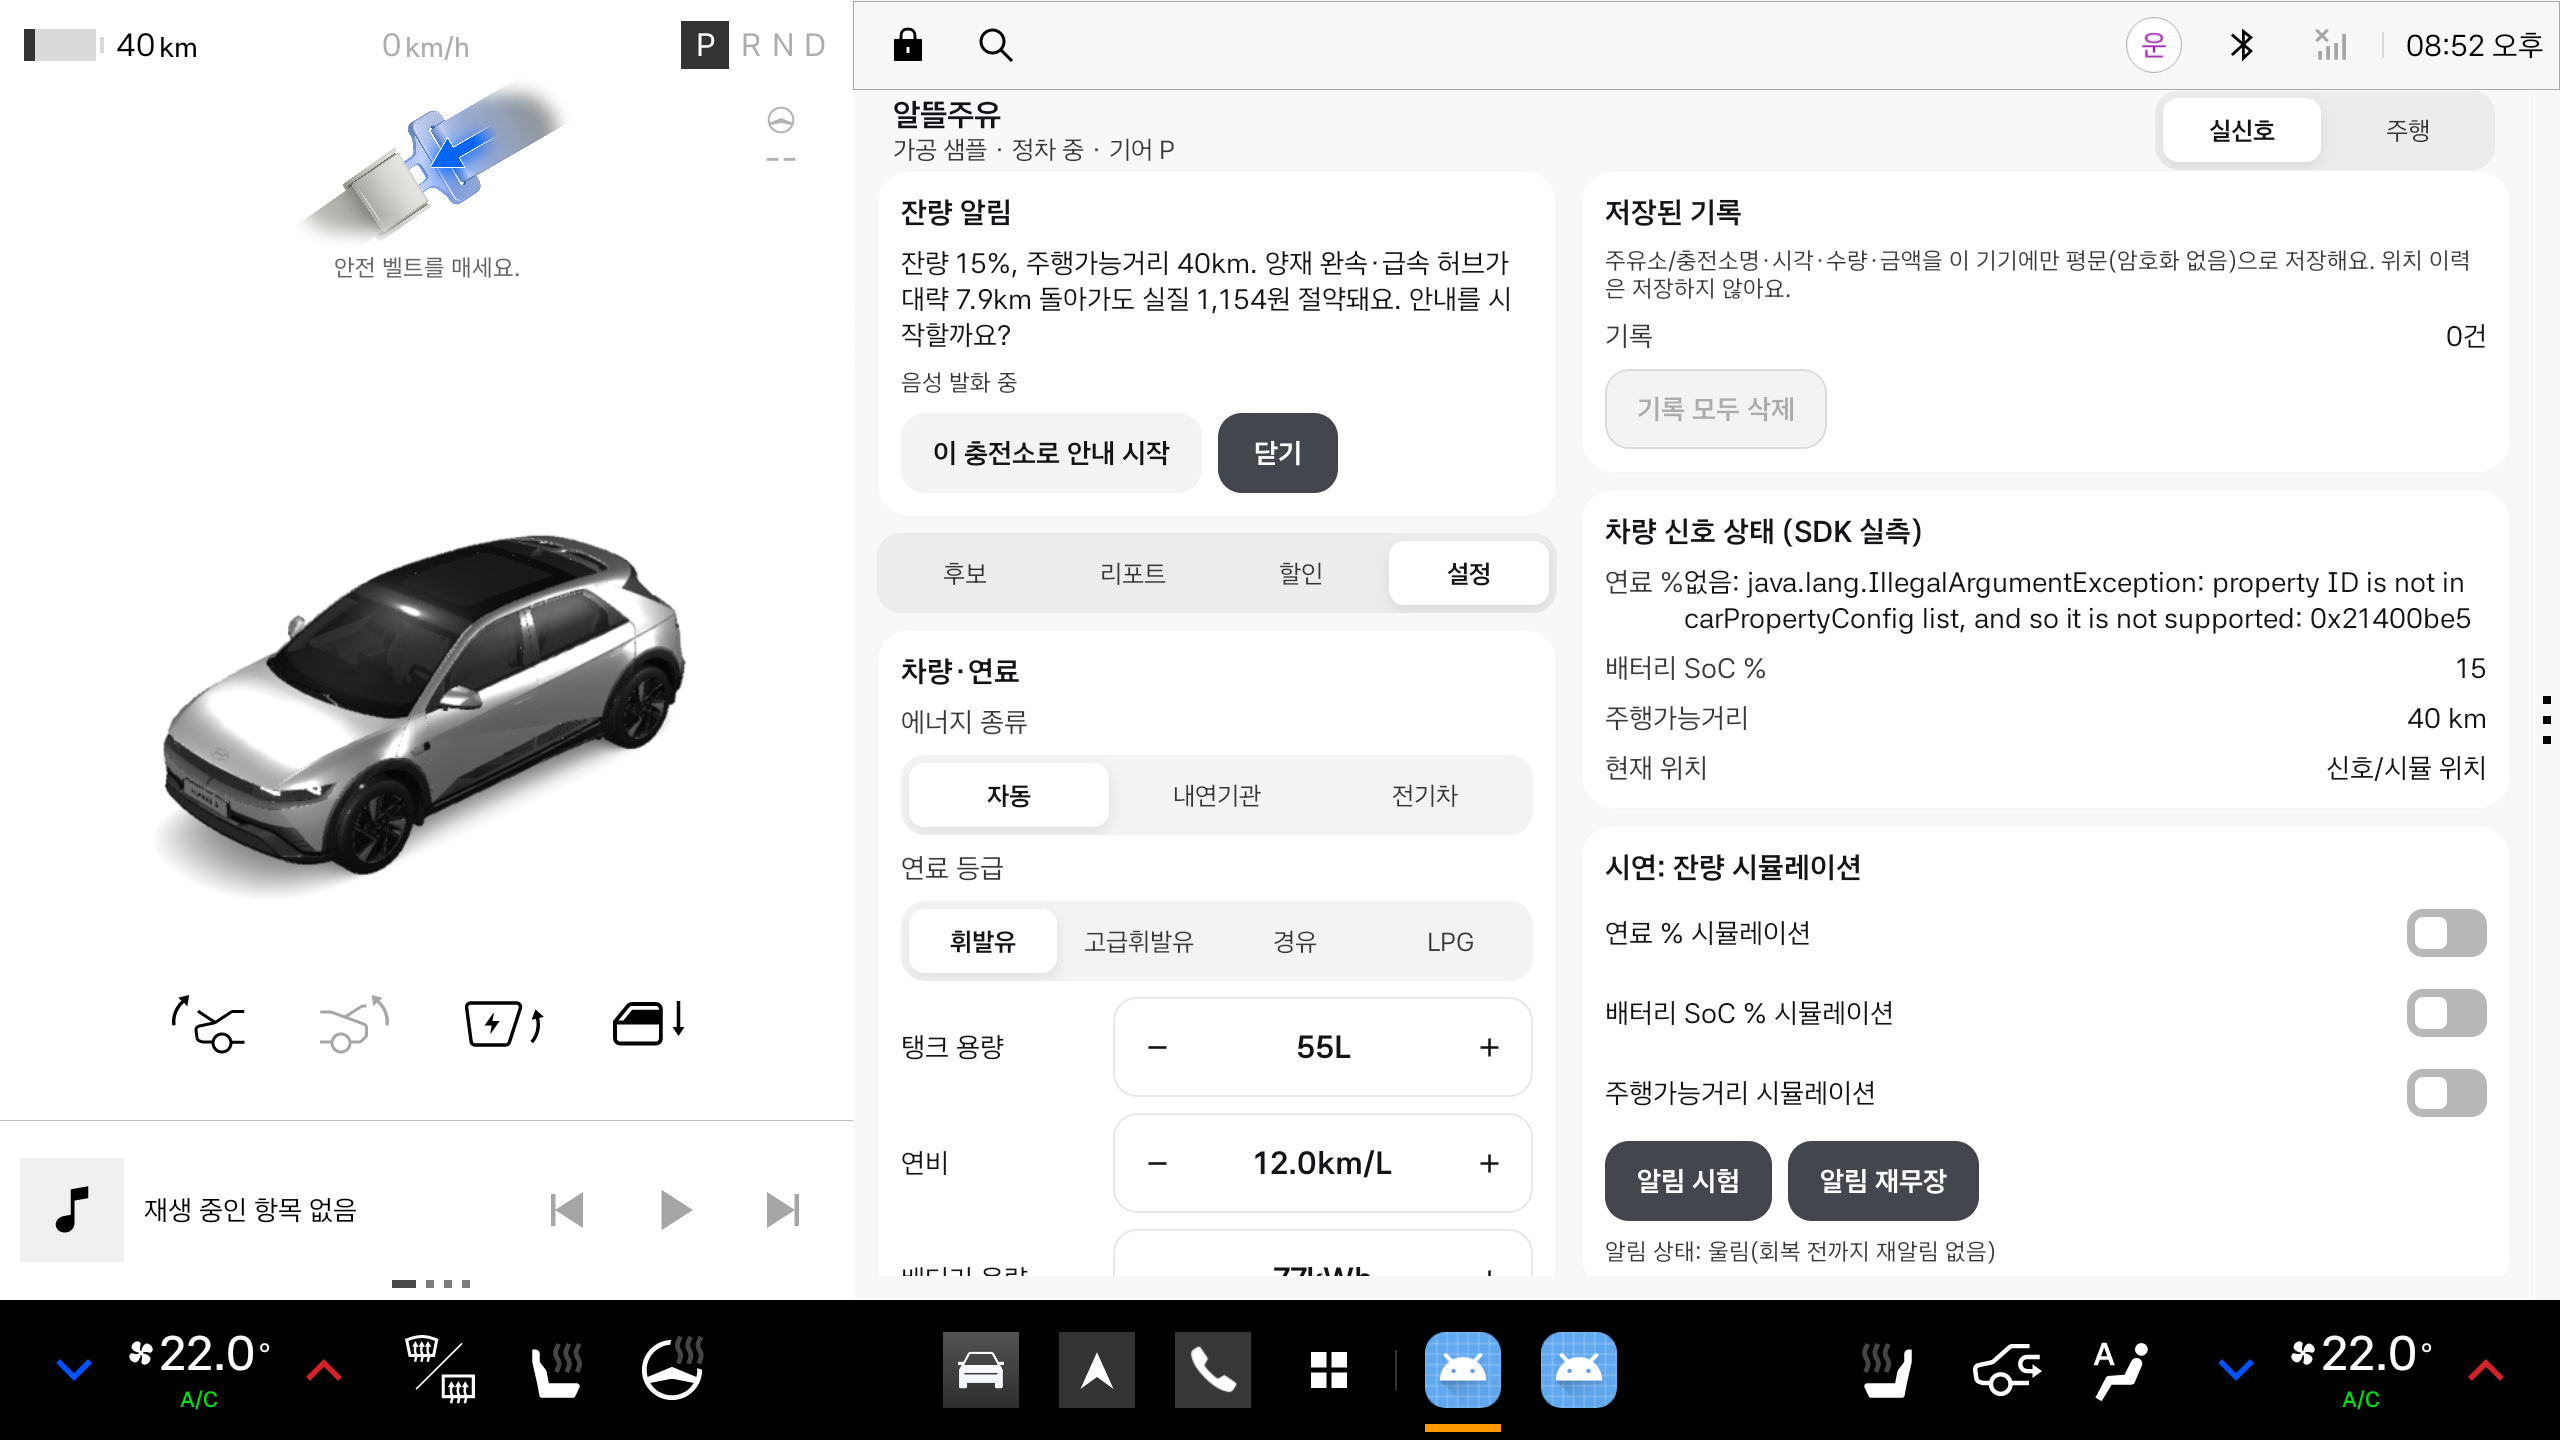 40 km
0 km/h
P R N D
안전 벨트를 매세요.
재생 중인 항목 없음
운
08:52 오후
알뜰주유
가공 샘플 · 정차 중 · 기어 P
실신호
주행
잔량 알림
잔량 15%, 주행가능거리 40km. 양재 완속·급속 허브가
대략 7.9km 돌아가도 실질 1,154원 절약돼요. 안내를 시
작할까요?
음성 발화 중
이 충전소로 안내 시작
닫기
후보
리포트
할인
설정
차량·연료
에너지 종류
자동
내연기관
전기차
연료 등급
휘발유
고급휘발유
경유
LPG
탱크 용량
− 55L +
연비
− 12.0km/L +
배터리 용량
77kWh
저장된 기록
주유소/충전소명·시각·수량·금액을 이 기기에만 평문(암호화 없음)으로 저장해요. 위치 이력
은 저장하지 않아요.
기록
0건
기록 모두 삭제
차량 신호 상태 (SDK 실측)
연료 % 없음: java.lang.IllegalArgumentException: property ID is not in
carPropertyConfig list, and so it is not supported: 0x21400be5
배터리 SoC %
15
주행가능거리
40 km
현재 위치
신호/시뮬 위치
시연: 잔량 시뮬레이션
연료 % 시뮬레이션
배터리 SoC % 시뮬레이션
주행가능거리 시뮬레이션
알림 시험
알림 재무장
알림 상태: 울림(회복 전까지 재알림 없음)
22.0°
A/C
A
22.0°
A/C